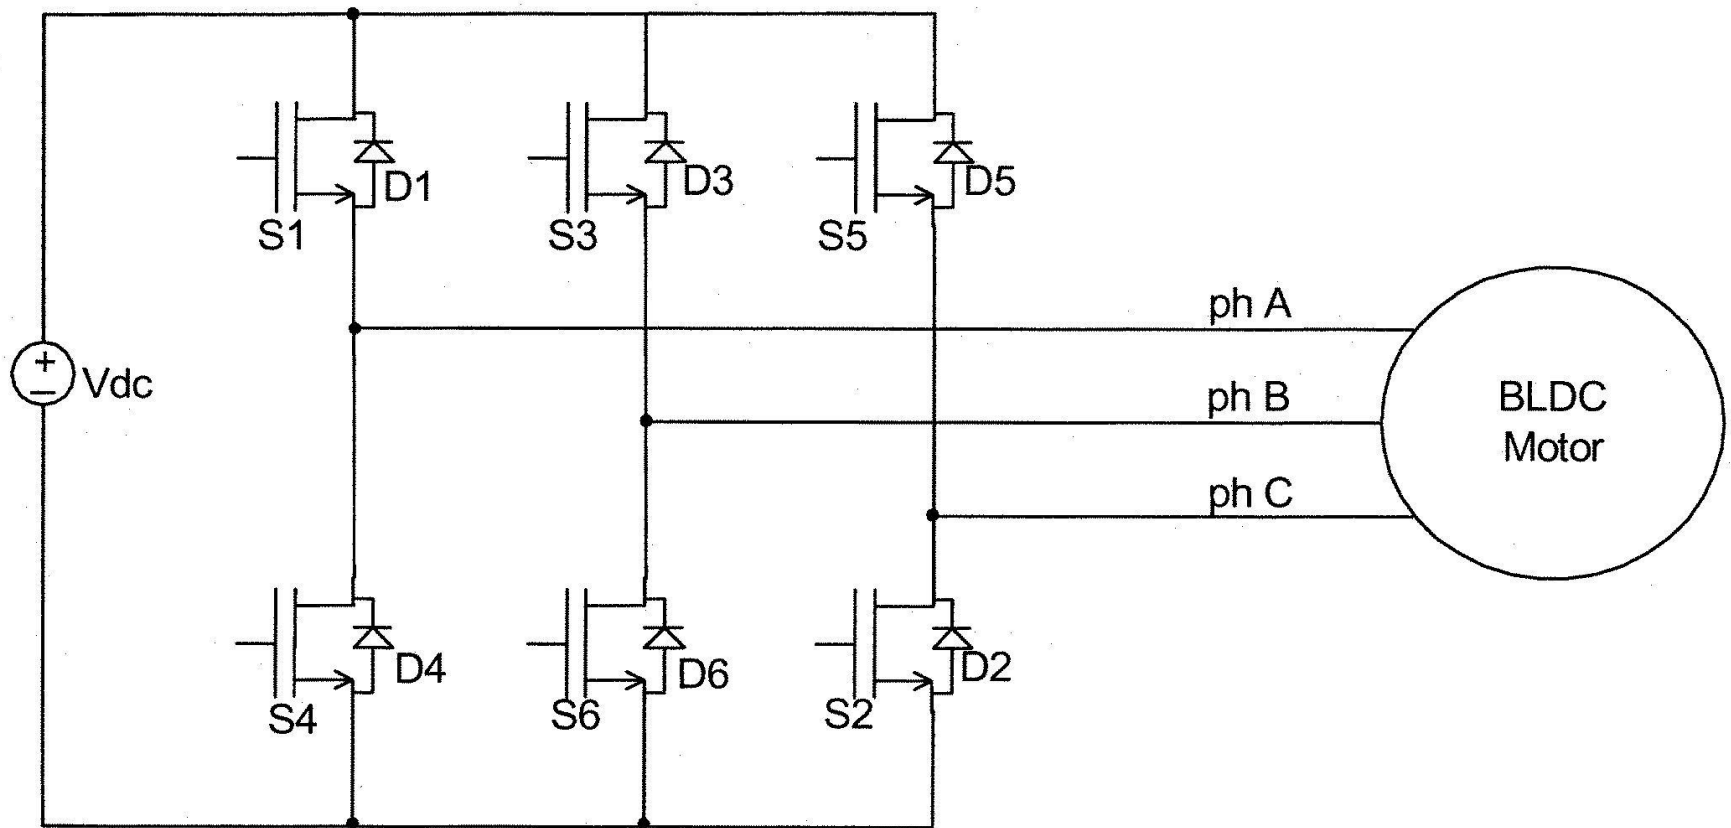 D1
D3
D5
S1
S3
S5
ph A
+
−
Vdc
ph B
BLDC
Motor
ph C
D4
D6
D2
S4
S6
S2